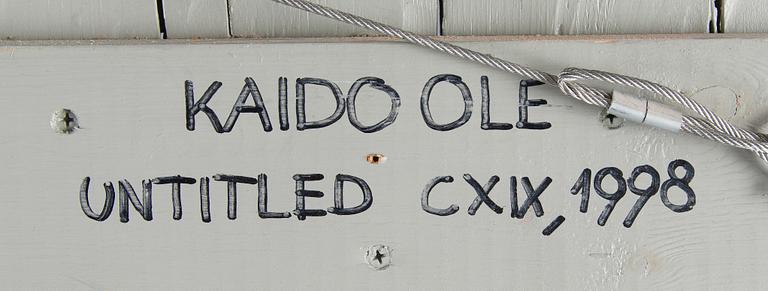 KAIDO OLE
UNTITLED CXIX, 1998